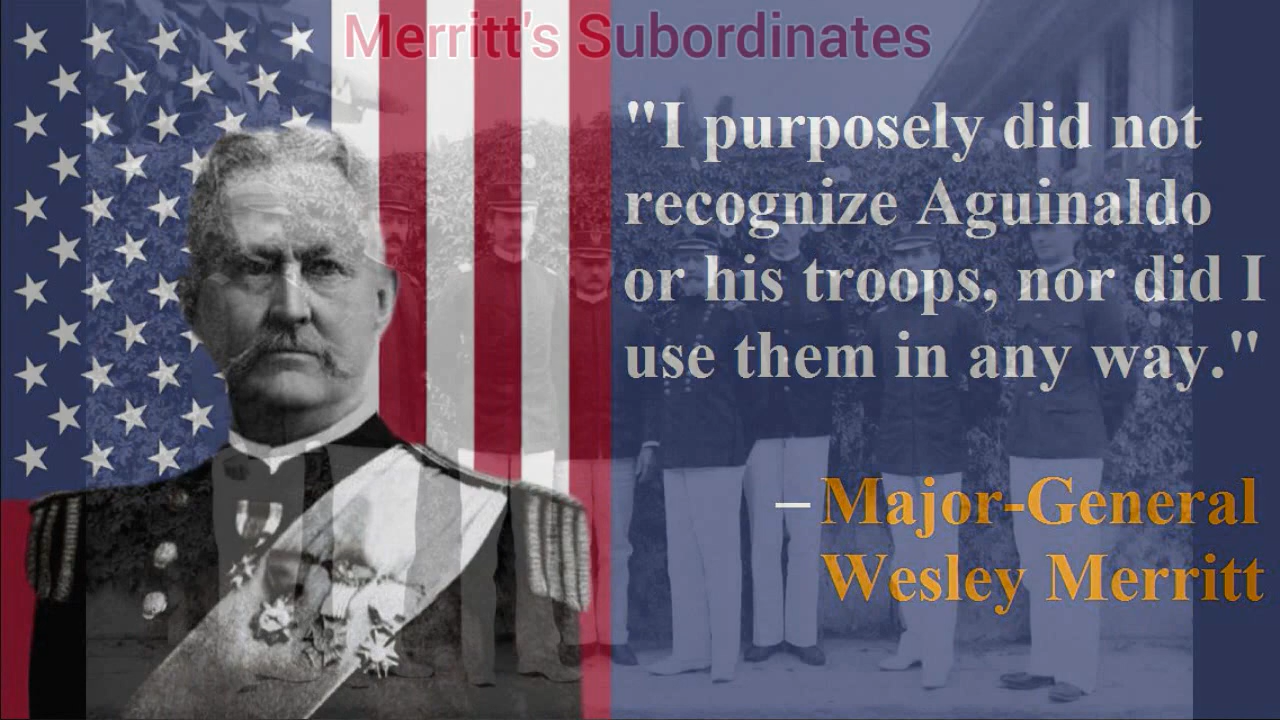 Merritt's Subordinates
"I purposely did not
recognize Aguinaldo
or his troops, nor did I
use them in any way."
– Major-General
Wesley Merritt